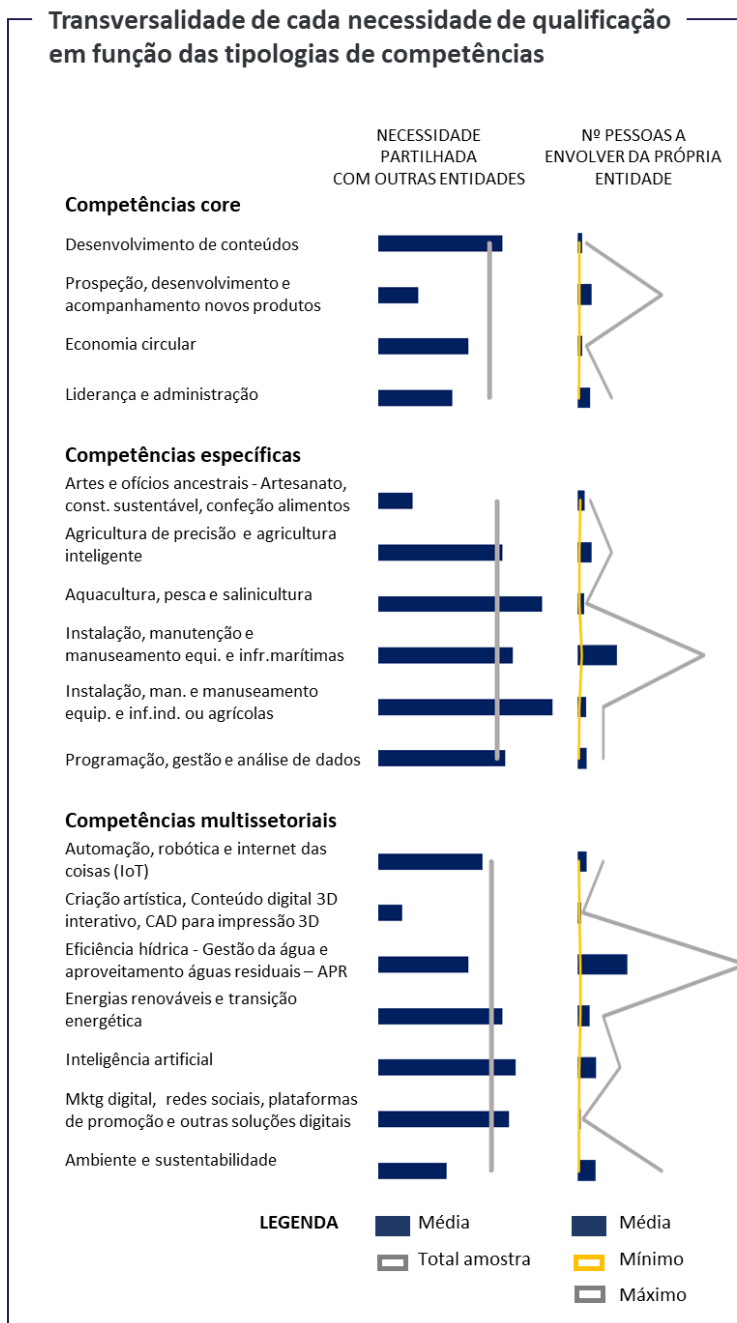 Transversalidade de cada necessidade de qualificação
em função das tipologias de competências
NECESSIDADE
PARTILHADA
COM OUTRAS ENTIDADES
Nº PESSOAS A
ENVOLVER DA PRÓPRIA
ENTIDADE
Competências core
Desenvolvimento de conteúdos
Prospeção, desenvolvimento e
acompanhamento novos produtos
Economia circular
Liderança e administração
Competências específicas
Artes e ofícios ancestrais - Artesanato,
const. sustentável, confeção alimentos
Agricultura de precisão e agricultura
inteligente
Aquacultura, pesca e salinicultura
Instalação, manutenção e
manuseamento equi. e infr.marítimas
Instalação, man. e manuseamento
equip. e inf.ind. ou agrícolas
Programação, gestão e análise de dados
Competências multissetoriais
Automação, robótica e internet das
coisas (IoT)
Criação artística, Conteúdo digital 3D
interativo, CAD para impressão 3D
Eficiência hídrica - Gestão da água e
aproveitamento águas residuais – APR
Energias renováveis e transição
energética
Inteligência artificial
Mktg digital, redes sociais, plataformas
de promoção e outras soluções digitais
Ambiente e sustentabilidade
LEGENDA
Média
Total amostra
Média
Mínimo
Máximo